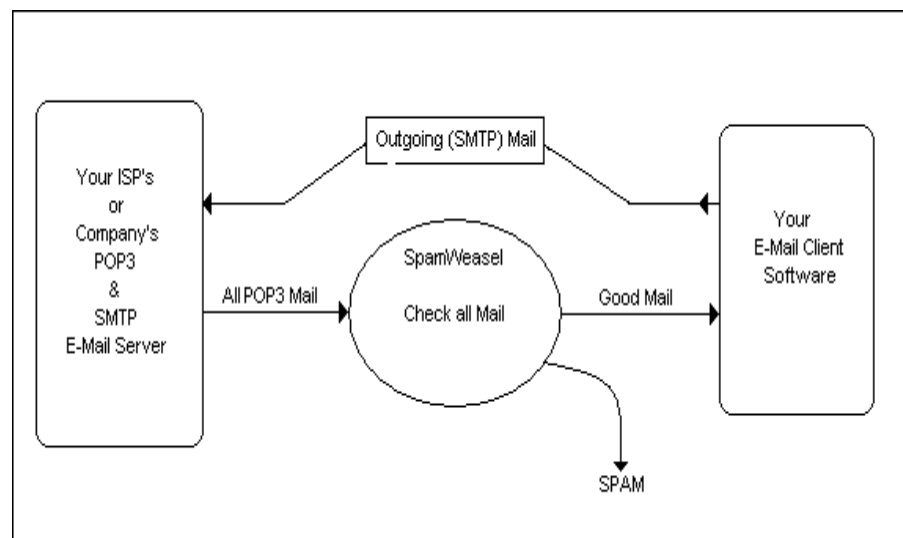 Outgoing (SMTP) Mail
Your ISP's
or
Company's
POP3
&
SMTP
E-Mail Server
All POP3 Mail
SpamWeasel
Check all Mail
Good Mail
Your
E-Mail Client
Software
SPAM